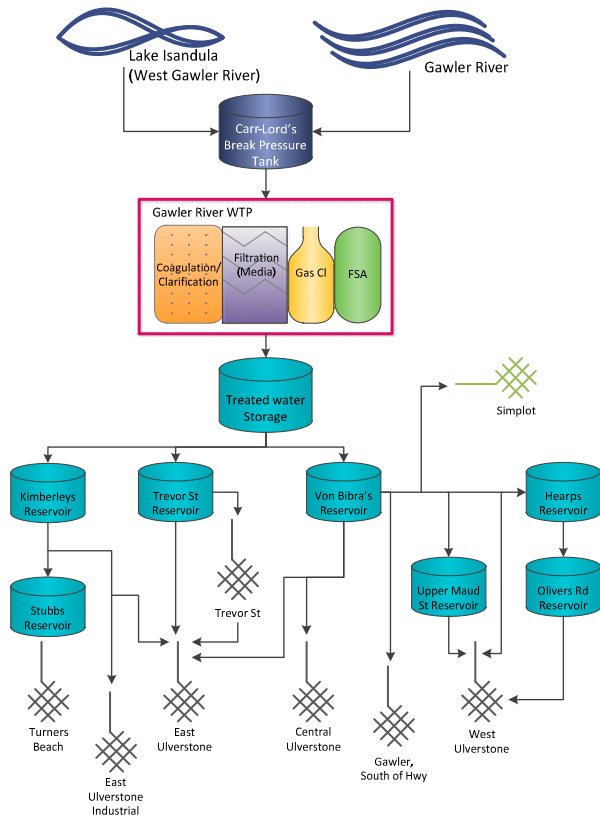 Lake Isandula
(West Gawler River)
Gawler River
Carr-Lord's
Break Pressure
Tank
Gawler River WTP
Coagulation/
Clarification
Filtration
(Media)
Gas Cl
FSA
Treated water
Storage
Simplot
Kimberleys
Reservoir
Trevor St
Reservoir
Von Bibra's
Reservoir
Hearps
Reservoir
Stubbs
Reservoir
Trevor St
Upper Maud
St Reservoir
Olivers Rd
Reservoir
Turners
Beach
East
Ulverstone
Industrial
East
Ulverstone
Central
Ulverstone
Gawler,
South of Hwy
West
Ulverstone